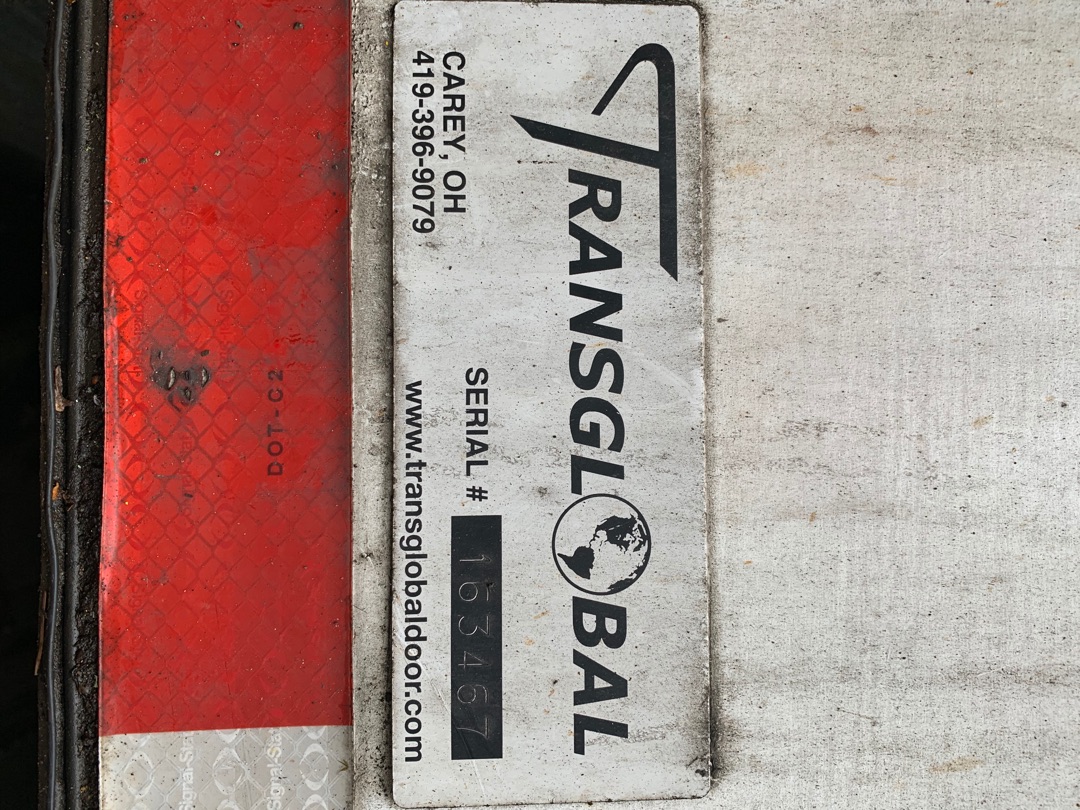 TRANSGLOBAL
SERIAL # 163467
CAREY, OH
419-396-9079
www.transglobaldoor.com
DOT-C2